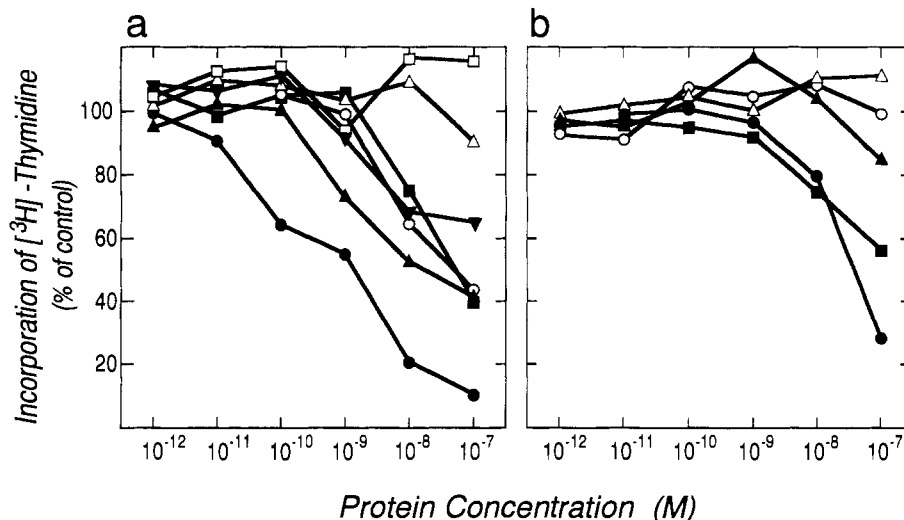 a
b
Incorporation of [³H] -Thymidine
(% of control)
100
80
60
40
20
10⁻¹² 10⁻¹¹ 10⁻¹⁰ 10⁻⁹ 10⁻⁸ 10⁻⁷
10⁻¹² 10⁻¹¹ 10⁻¹⁰ 10⁻⁹ 10⁻⁸ 10⁻⁷
Protein Concentration (M)